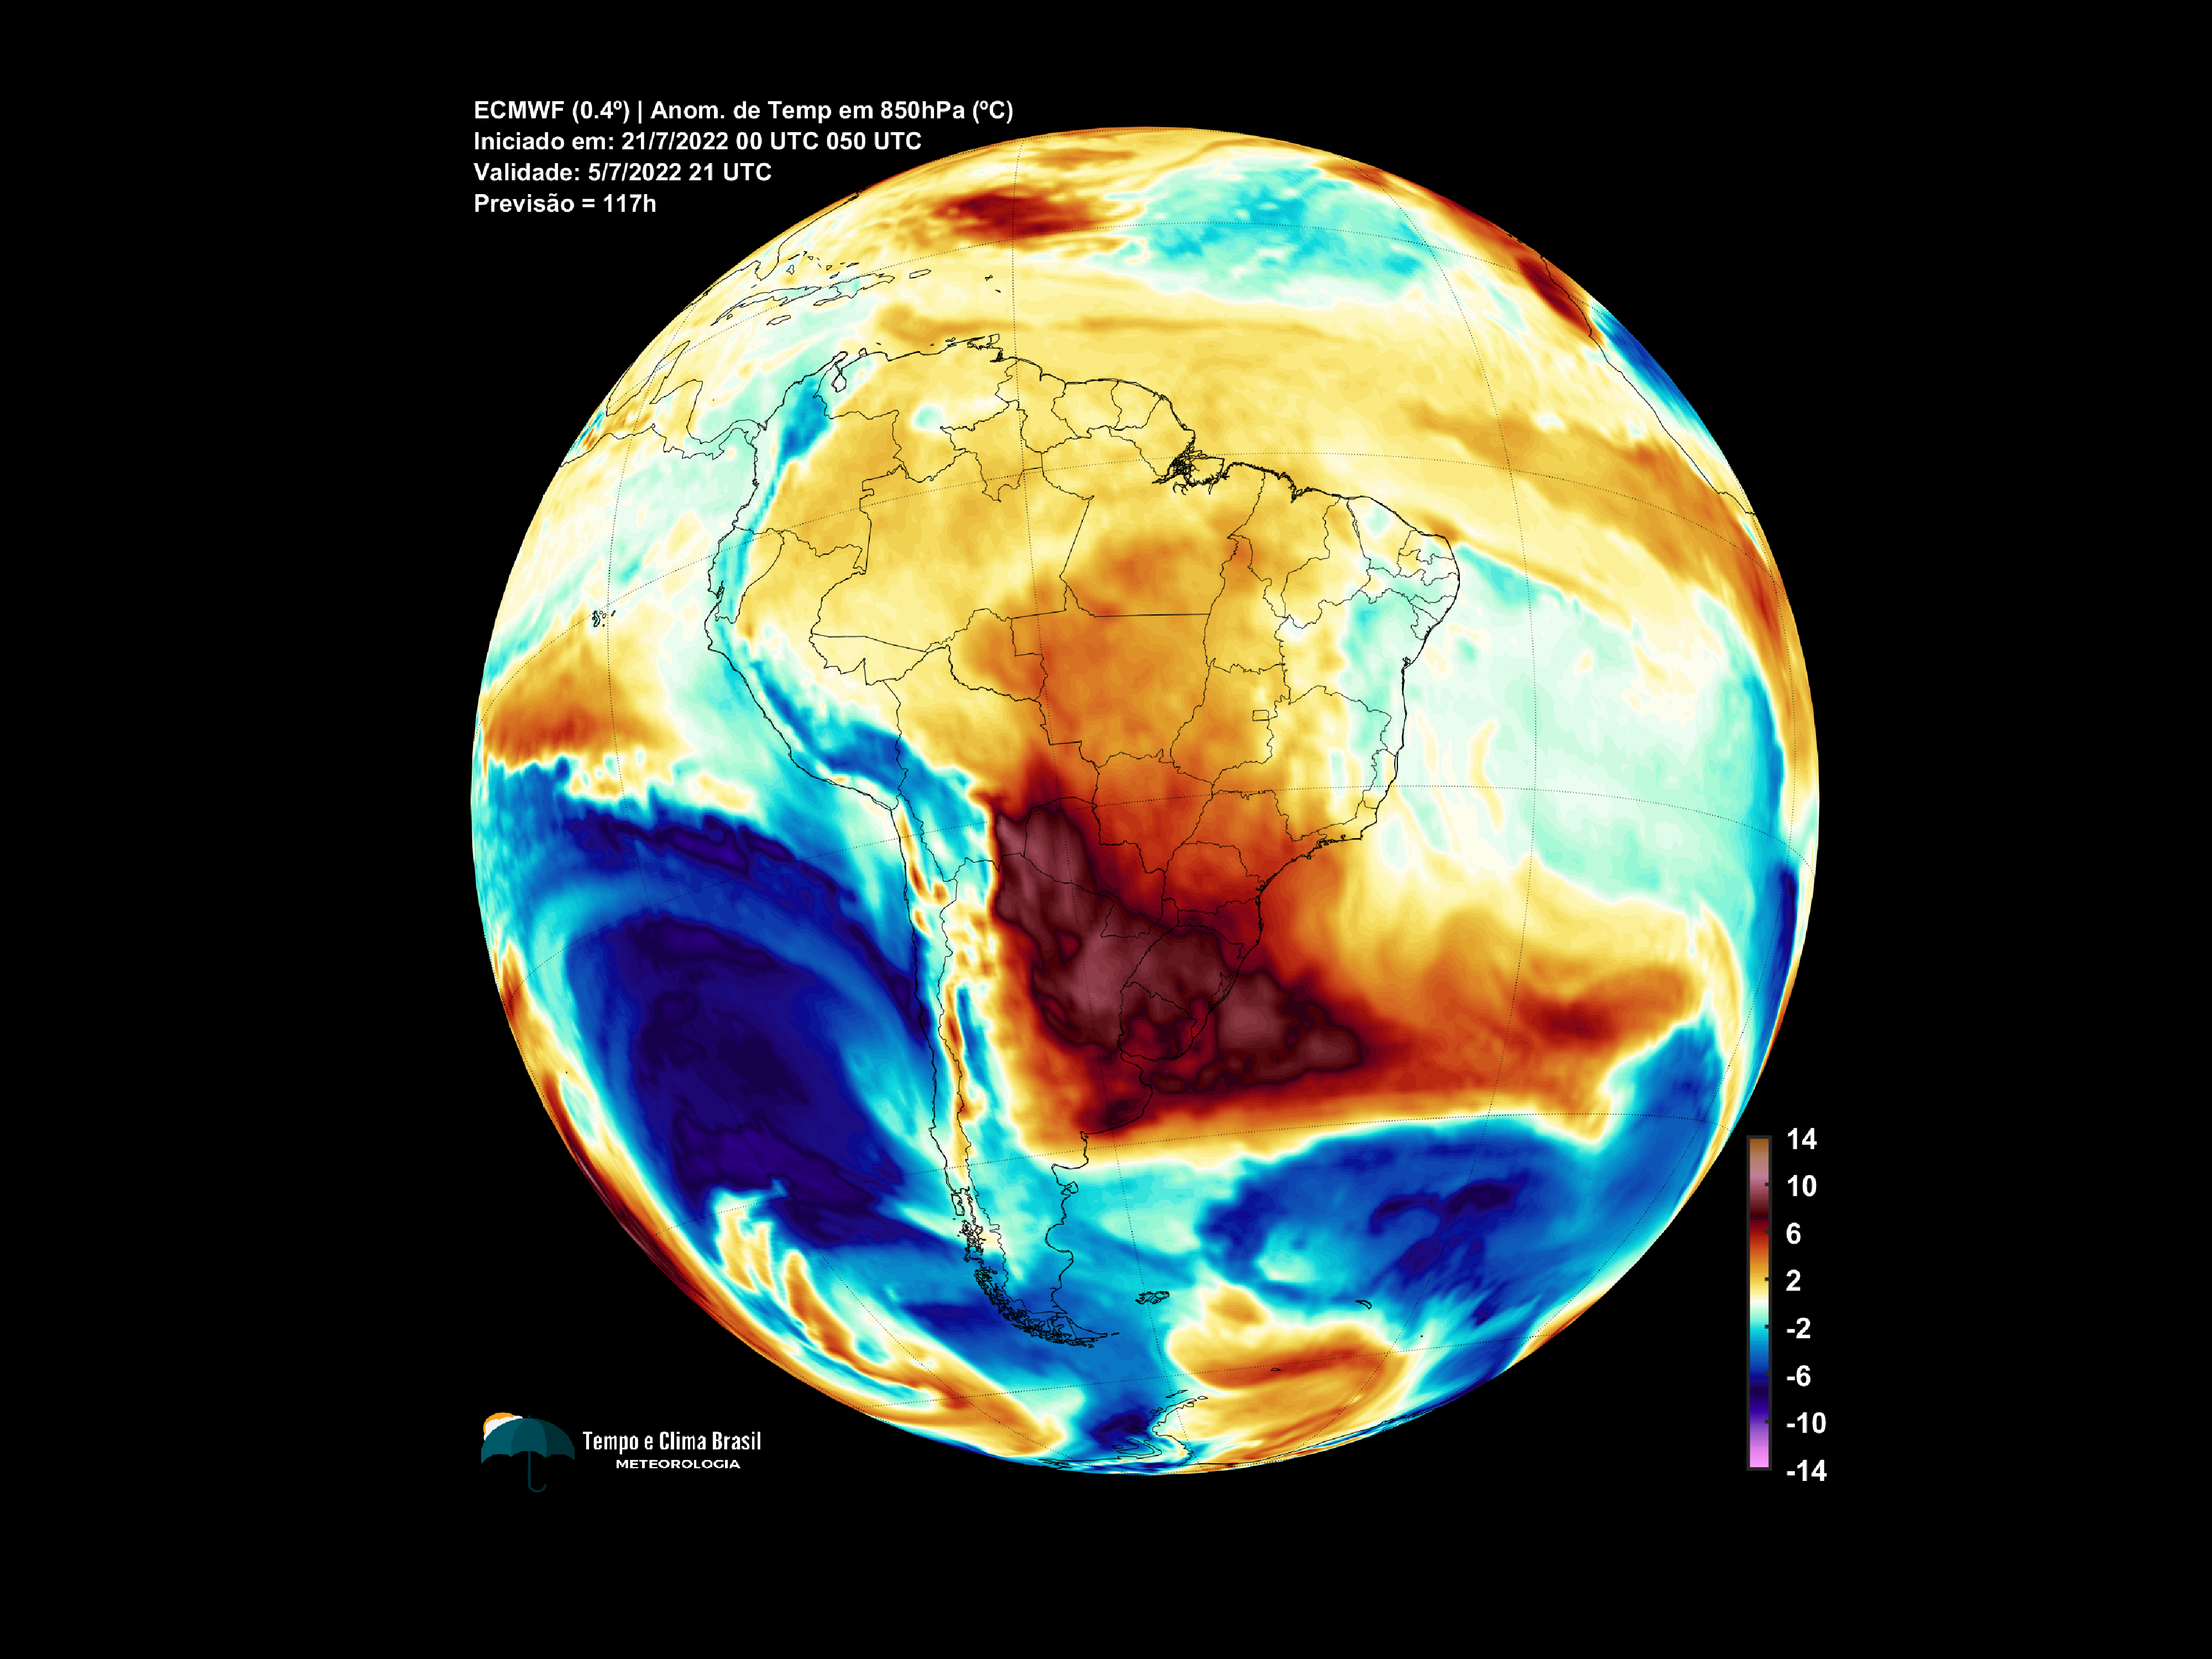 ECMWF (0.4º) | Anom. de Temp em 850hPa (ºC)
Iniciado em: 21/7/2022 00 UTC 050 UTC
Validade: 5/7/2022 21 UTC
Previsão = 117h
14
10
6
2
-2
-6
-10
-14
Tempo e Clima Brasil
METEOROLOGIA